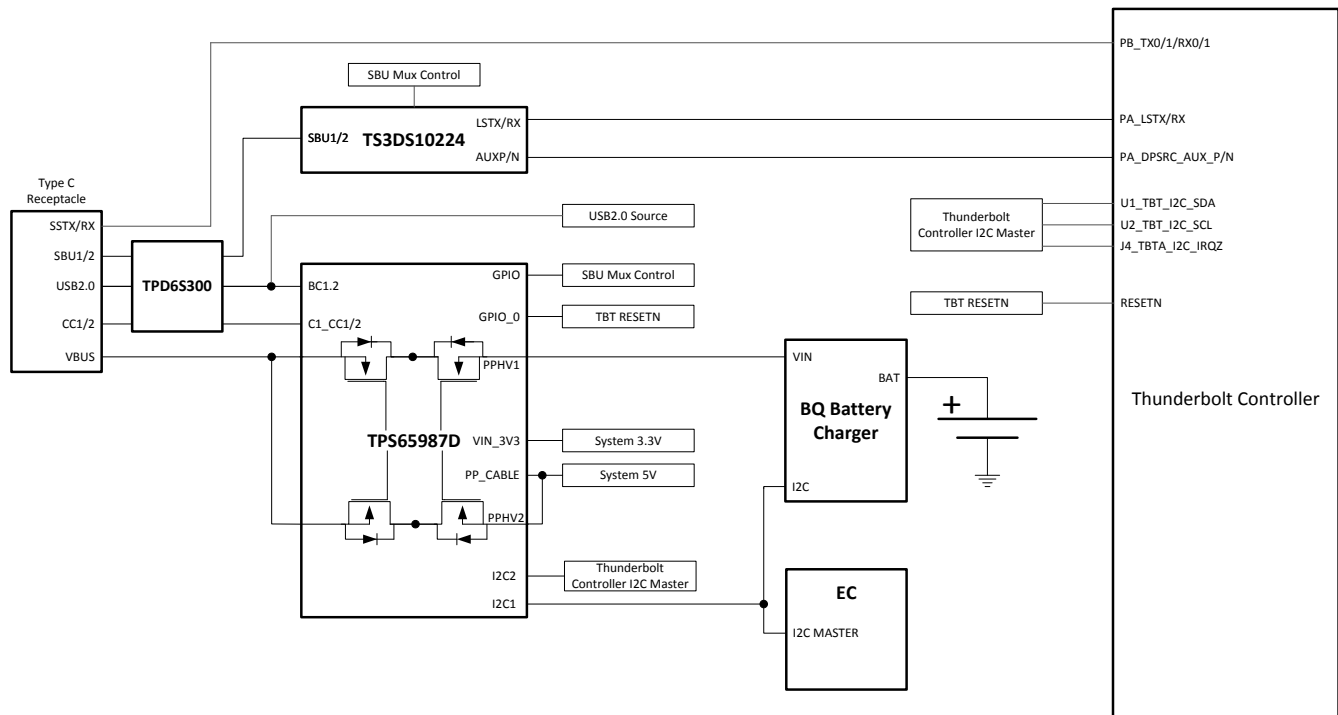 PB_TX0/1/RX0/1
SBU Mux Control
LSTX/RX
PA_LSTX/RX
SBU1/2
TS3DS10224
AUXP/N
PA_DPSRC_AUX_P/N
Type C
Receptacle
SSTX/RX
SBU1/2
USB2.0
CC1/2
VBUS
TPD6S300
USB2.0 Source
U1_TBT_I2C_SDA
Thunderbolt
Controller I2C Master
U2_TBT_I2C_SCL
J4_TBTA_I2C_IRQZ
BC1.2
C1_CC1/2
GPIO
SBU Mux Control
GPIO_0
TBT RESETN
TBT RESETN
RESETN
PPHV1
TPS65987D
VIN_3V3
System 3.3V
PP_CABLE
System 5V
PPHV2
I2C2
Thunderbolt
Controller I2C Master
I2C1
VIN
BAT
BQ Battery
Charger
I2C
+
EC
I2C MASTER
Thunderbolt Controller